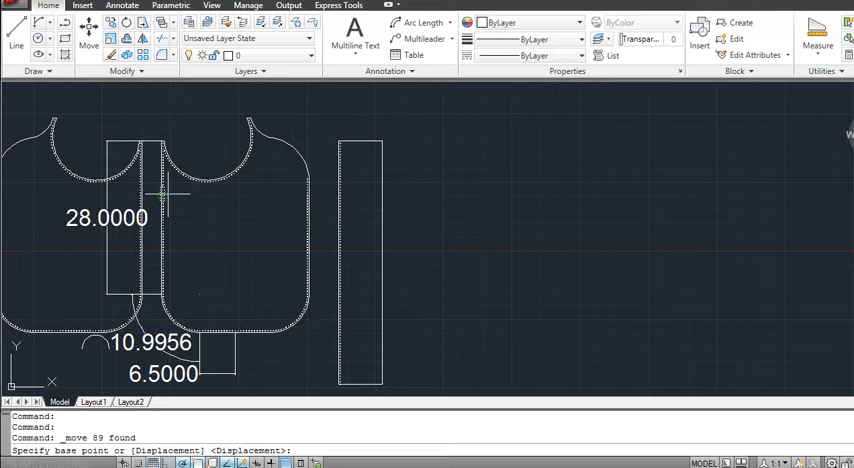 Home Insert Annotate Parametric View Manage Output Express Tools
Line
Move
Draw
Modify
Unsaved Layer State
0
Layers
Multiline Text
Arc Length
Multileader
Table
Annotation
ByLayer
ByLayer
ByLayer
ByColor
Transpar... 0
List
Properties
Insert
Create
Edit
Edit Attributes
Block
Measure
Utilities
28.0000
10.9956
6.5000
Y
X
Model Layout1 Layout2
Command:
Command:
Command: _move 89 found
Specify base point or [Displacement] <Displacement>:
MODEL
1:1